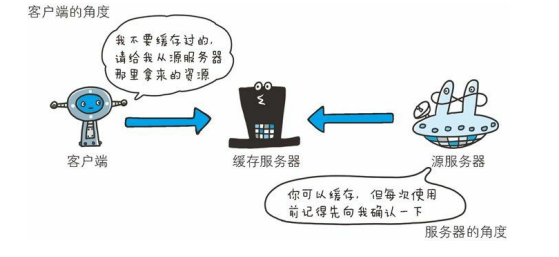 客户端的角度
我不要缓存过的,
请给我从源服务器
那里拿来的资源
客户端
缓存服务器
源服务器
你可以缓存, 但每次使用
前记得先向我确认一下
服务器的角度